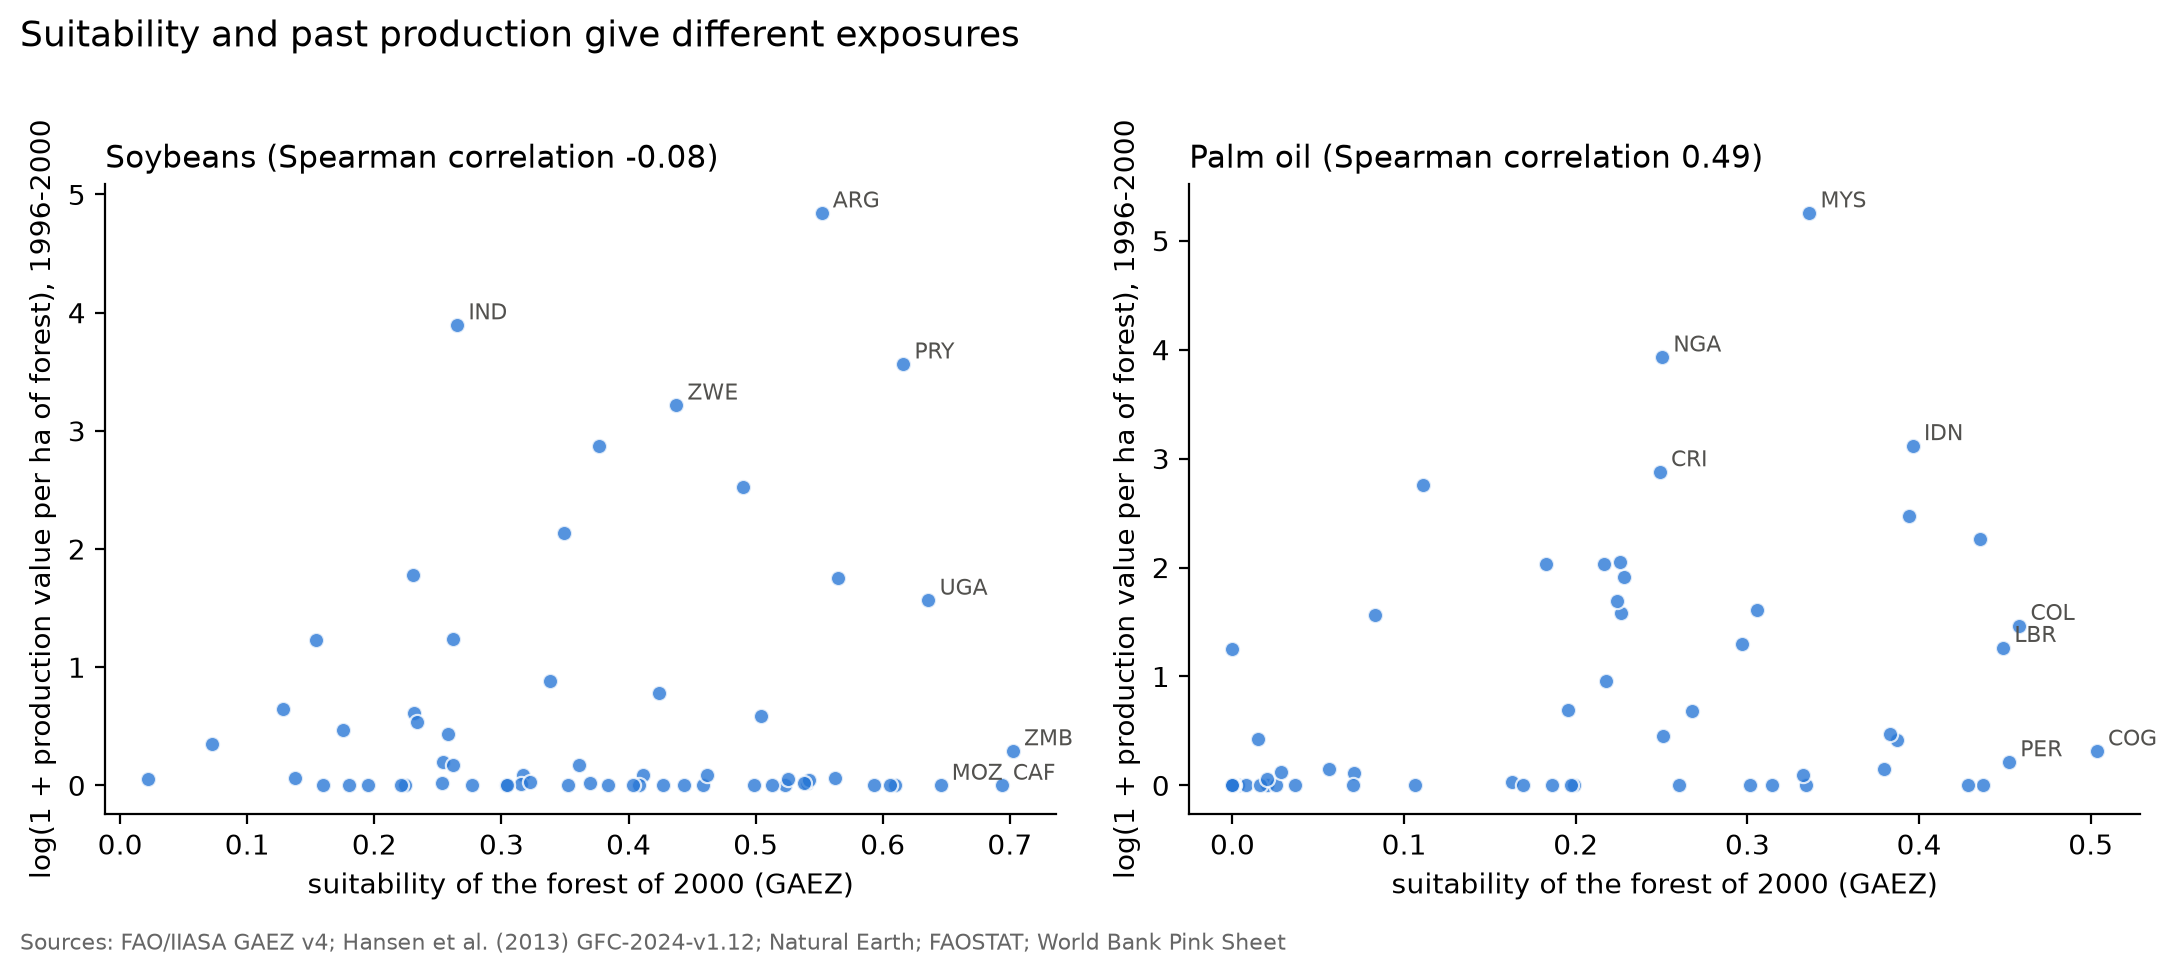 Suitability and past production give different exposures
Soybeans (Spearman correlation -0.08)
log(1 + production value per ha of forest), 1996-2000
5
4
3
2
1
0
ARG
IND
PRY
ZWE
UGA
ZMB
MOZ
CAF
0.0
0.1
0.2
0.3
0.4
0.5
0.6
0.7
suitability of the forest of 2000 (GAEZ)
Palm oil (Spearman correlation 0.49)
log(1 + production value per ha of forest), 1996-2000
5
4
3
2
1
0
MYS
NGA
IDN
CRI
COL
LBR
COG
PER
0.0
0.1
0.2
0.3
0.4
0.5
suitability of the forest of 2000 (GAEZ)
Sources: FAO/IIASA GAEZ v4; Hansen et al. (2013) GFC-2024-v1.12; Natural Earth; FAOSTAT; World Bank Pink Sheet